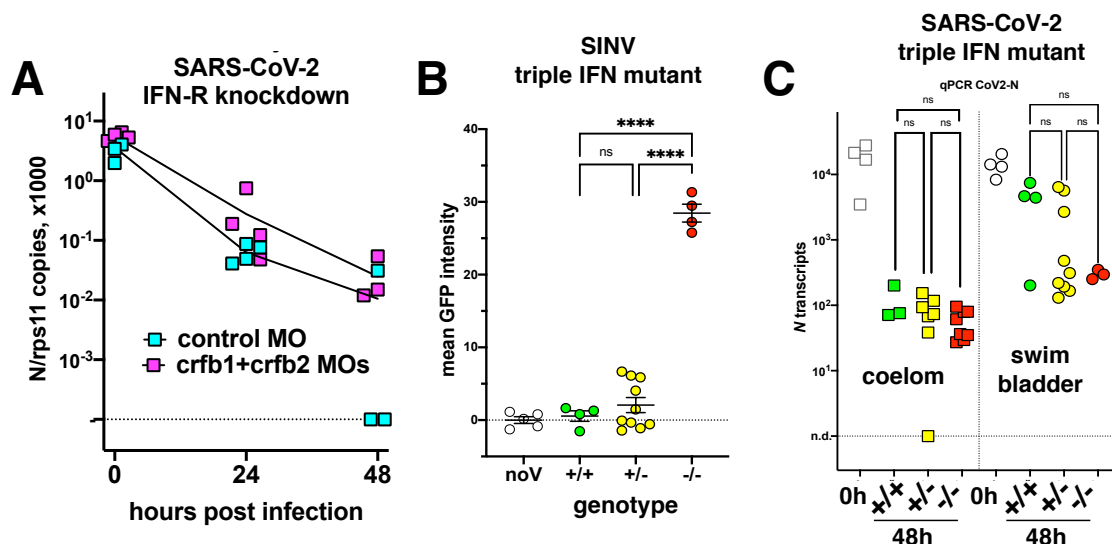 A
SARS-CoV-2
IFN-R knockdown
N/rps11 copies, x1000
10¹
10⁰
10⁻¹
10⁻²
10⁻³
control MO
crfb1+crfb2 MOs
0
24
48
hours post infection
B
SINV
triple IFN mutant
mean GFP intensity
40
30
20
10
0
****
ns
****
noV
+/+
+/-
-/-
genotype
C
SARS-CoV-2
triple IFN mutant
qPCR CoV2-N
N transcripts
10⁴
10³
10²
10¹
n.d.
ns
ns
ns
ns
ns
ns
coelom
swim
bladder
0h
+/+
+/-
-/-
0h
+/+
+/-
-/-
48h
48h